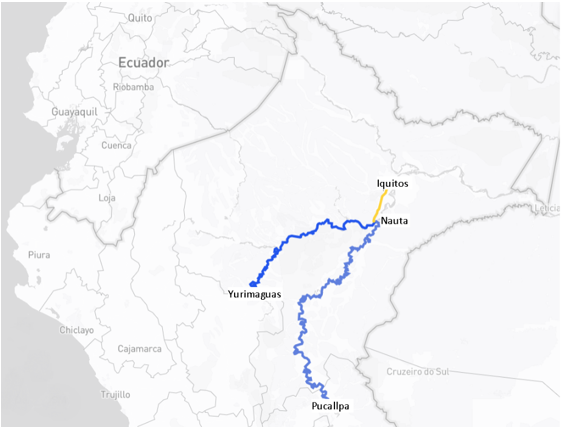 Quito
Ecuador
Riobamba
Guayaquil
Cuenca
Loja
Iquitos
Leticia
Nauta
Piura
Yurimaguas
Chiclayo
Cajamarca
Cruzeiro do Sul
Trujillo
Pucallpa